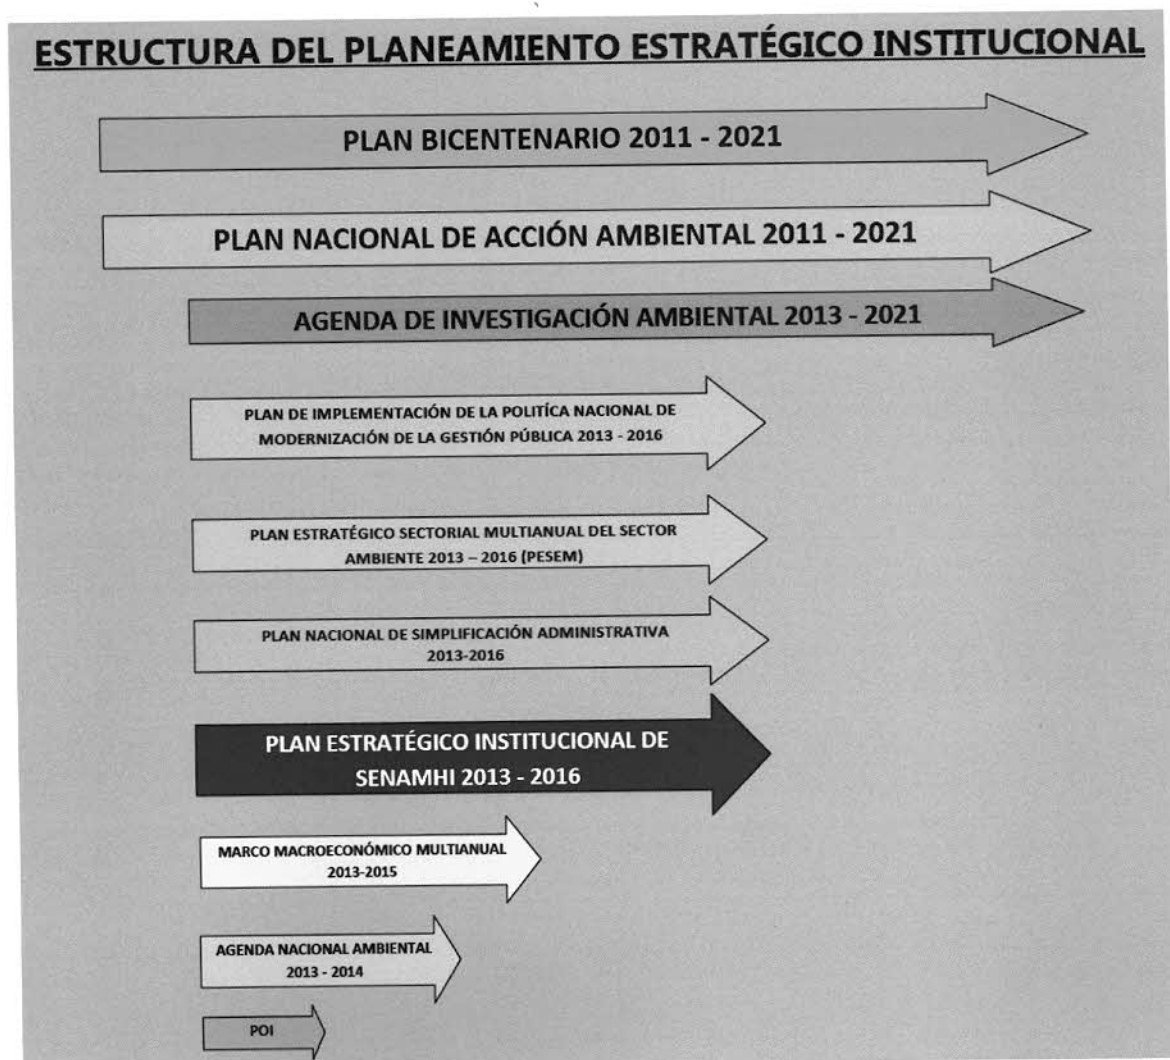 ESTRUCTURA DEL PLANEAMIENTO ESTRATÉGICO INSTITUCIONAL
PLAN BICENTENARIO 2011 - 2021
PLAN NACIONAL DE ACCIÓN AMBIENTAL 2011 - 2021
AGENDA DE INVESTIGACIÓN AMBIENTAL 2013 - 2021
PLAN DE IMPLEMENTACIÓN DE LA POLITÍCA NACIONAL DE
MODERNIZACIÓN DE LA GESTIÓN PÚBLICA 2013 - 2016
PLAN ESTRATÉGICO SECTORIAL MULTIANUAL DEL SECTOR
AMBIENTE 2013 – 2016 (PESEM)
PLAN NACIONAL DE SIMPLIFICACIÓN ADMINISTRATIVA
2013-2016
PLAN ESTRATÉGICO INSTITUCIONAL DE
SENAMHI 2013 - 2016
MARCO MACROECONÓMICO MULTIANUAL
2013-2015
AGENDA NACIONAL AMBIENTAL
2013 - 2014
POI